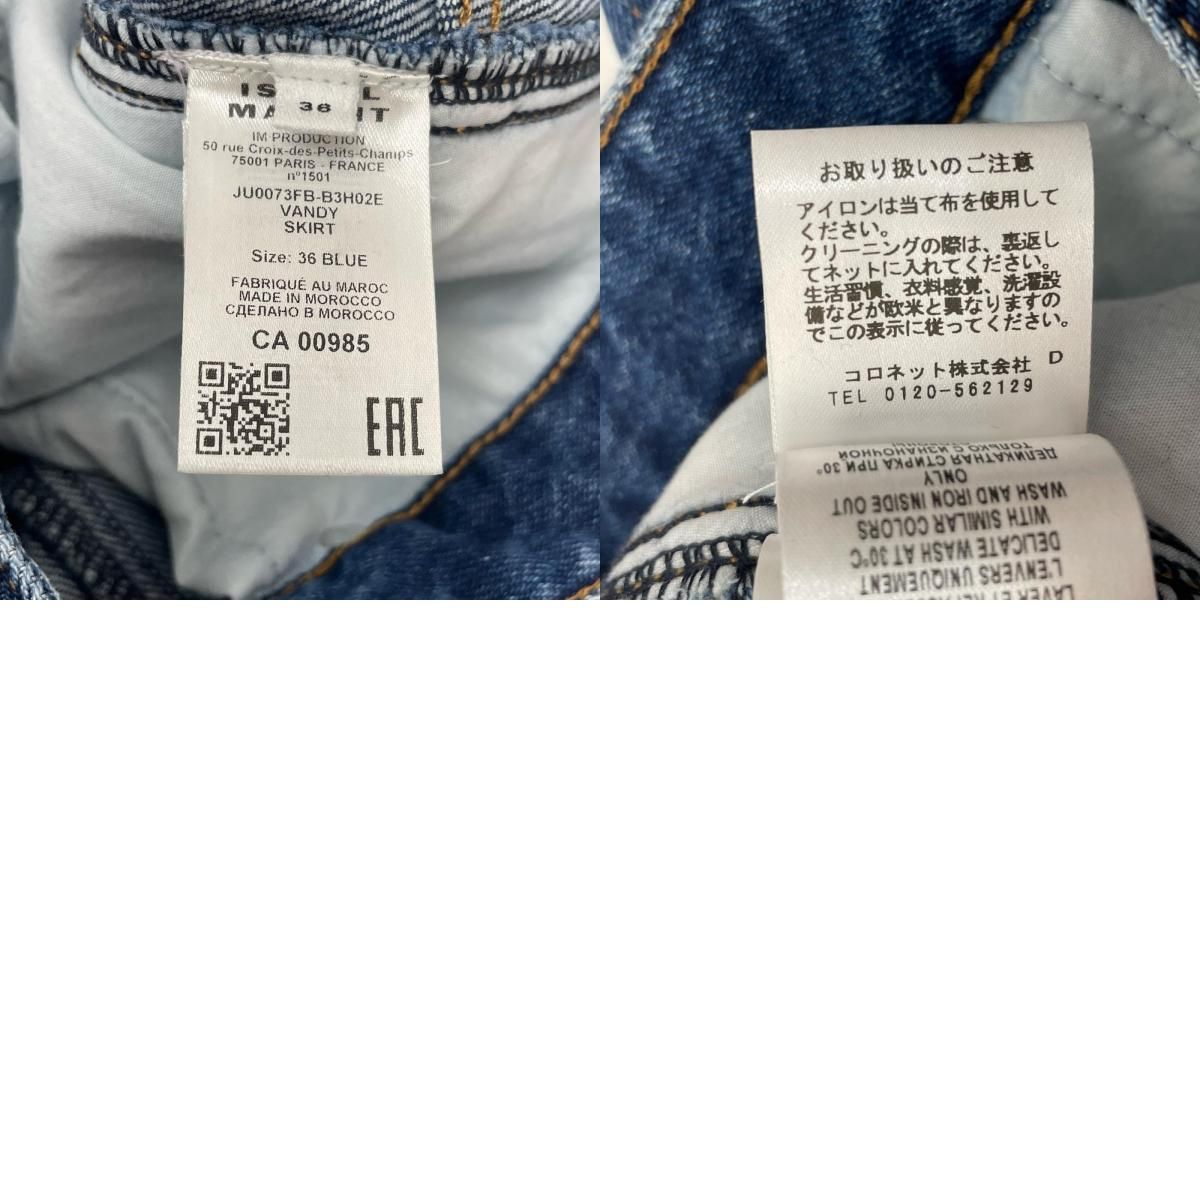 36
IM PRODUCTION
50 rue Croix-des-Petits-Champs
75001 PARIS - FRANCE
n°1501
JU0073FB-B3H02E
VANDY
SKIRT
Size: 36 BLUE
FABRIQUÉ AU MAROC
MADE IN MOROCCO
СДЕЛАНО В MOROCCO
CA 00985
EAC
お取り扱いのご注意
アイロンは当て布を使用して
ください。
クリーニングの際は、裏返し
てネットに入れてください。
生活習慣、衣料感覚、洗濯設
備などが欧米と異なりますの
でこの表示に従ってください。
コロネット株式会社 D
TEL 0120-562129
L'ENVERS UNIQUEMENT
DELICATE WASH AT 30°C
WITH SIMILAR COLORS
WASH AND IRON INSIDE OUT
ONLY
ДЕЛИКАТНАЯ СТИРКА ПРИ 30°
ТОЛЬКО С ИЗНАНОЧНОЙ